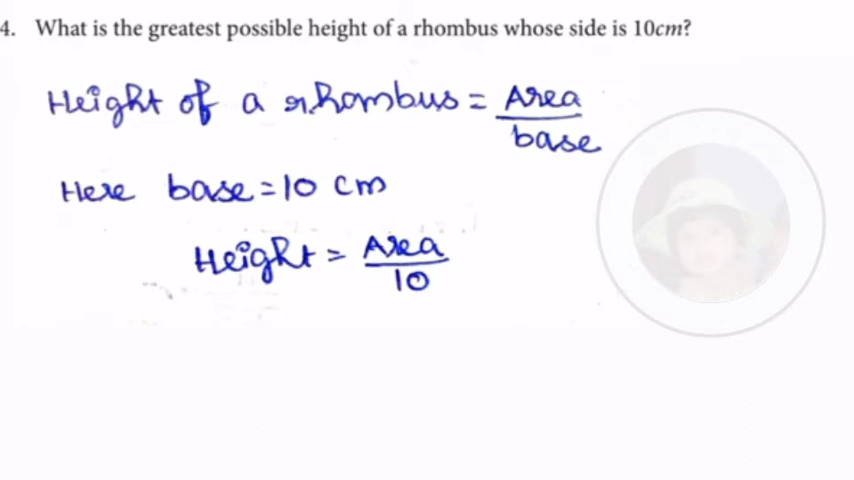 4. What is the greatest possible height of a rhombus whose side is 10cm?
Height of a rhombus = Area
base
Here base = 10 cm
Height = Area
10